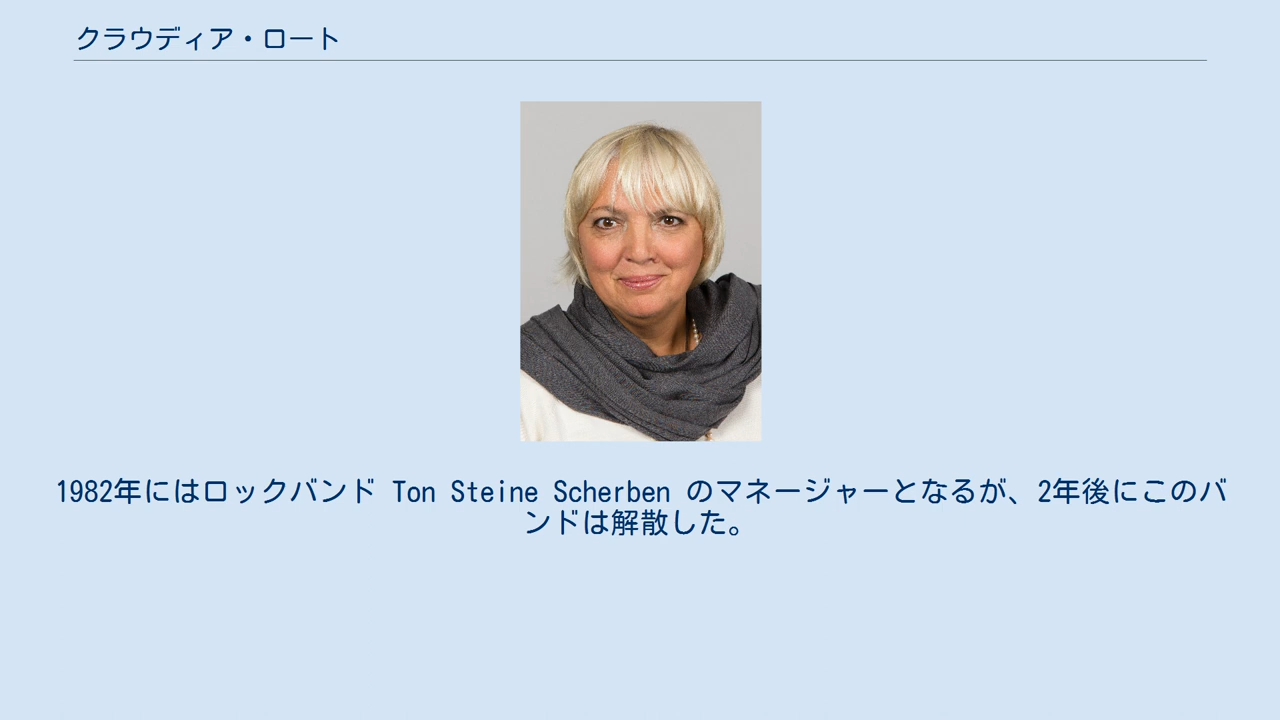 クラウディア・ロート
1982年にはロックバンド Ton Steine Scherben のマネージャーとなるが、2年後にこのバ
ンドは解散した。